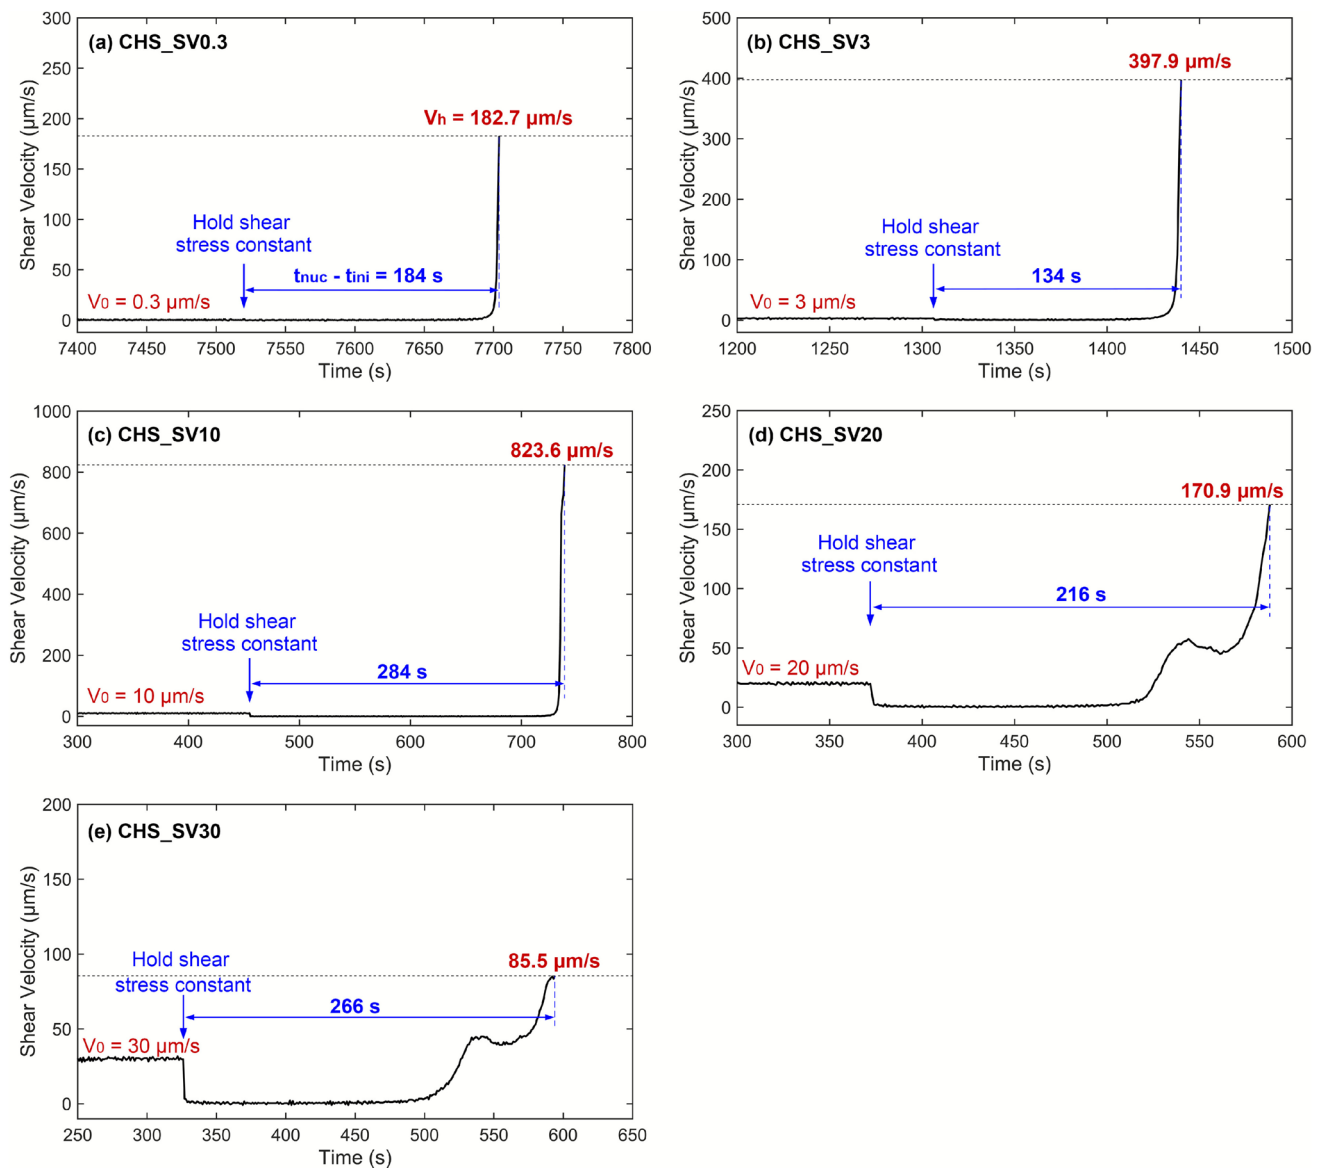 (a) CHS_SV0.3
Shear Velocity (µm/s)
300
250
200
150
100
50
0
Vh = 182.7 µm/s
Hold shear
stress constant
tnuc - tini = 184 s
V0 = 0.3 µm/s
7400 7450 7500 7550 7600 7650 7700 7750 7800
Time (s)
(b) CHS_SV3
Shear Velocity (µm/s)
500
400
300
200
100
0
397.9 µm/s
Hold shear
stress constant
134 s
V0 = 3 µm/s
1200 1250 1300 1350 1400 1450 1500
Time (s)
(c) CHS_SV10
Shear Velocity (µm/s)
1000
800
600
400
200
0
823.6 µm/s
Hold shear
stress constant
284 s
V0 = 10 µm/s
300 400 500 600 700 800
Time (s)
(d) CHS_SV20
Shear Velocity (µm/s)
250
200
150
100
50
0
170.9 µm/s
Hold shear
stress constant
216 s
V0 = 20 µm/s
300 350 400 450 500 550 600
Time (s)
(e) CHS_SV30
Shear Velocity (µm/s)
200
150
100
50
0
85.5 µm/s
Hold shear
stress constant
266 s
V0 = 30 µm/s
250 300 350 400 450 500 550 600 650
Time (s)